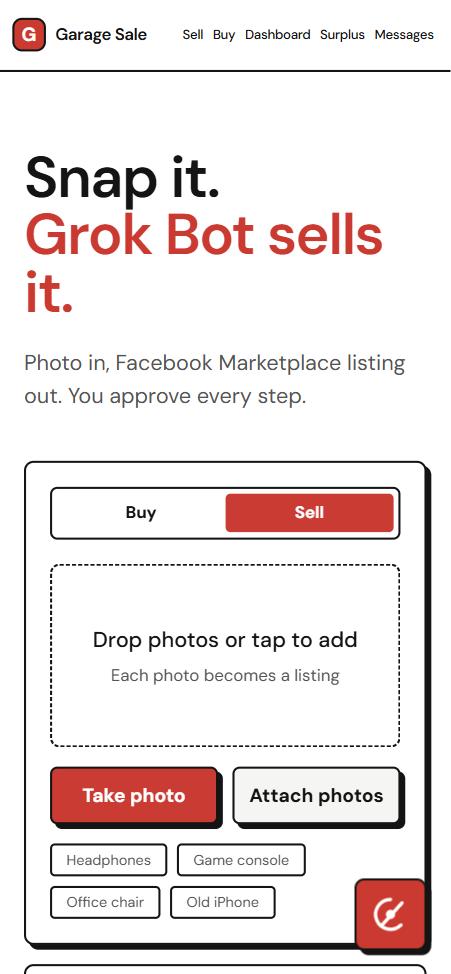 G Garage Sale Sell Buy Dashboard Surplus Messages
Snap it.
Grok Bot sells
it.
Photo in, Facebook Marketplace listing
out. You approve every step.
Buy Sell
Drop photos or tap to add
Each photo becomes a listing
Take photo Attach photos
Headphones Game console
Office chair Old iPhone